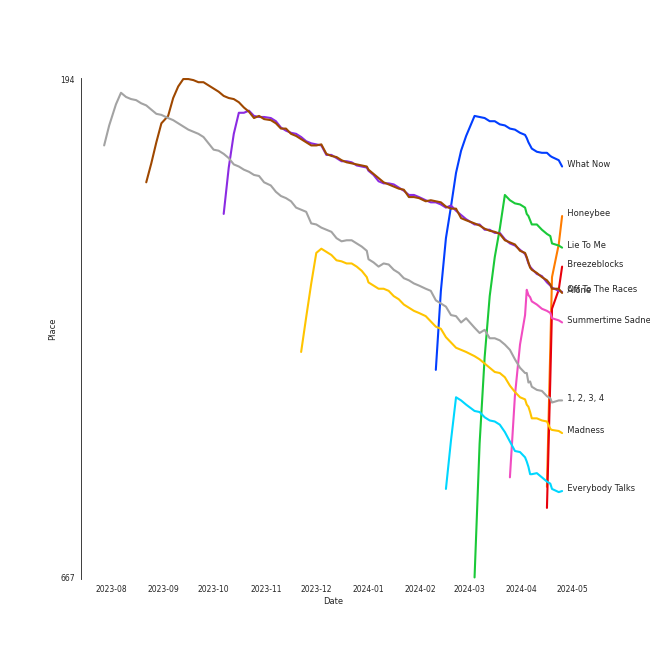 194
What Now
Honeybee
Lie To Me
Breezeblocks
Off To The Races
Summertime Sadne
Place
1, 2, 3, 4
Madness
Everybody Talks
667
2023-08 2023-09 2023-10 2023-11 2023-12 2024-01 2024-02 2024-03 2024-04 2024-05
Date